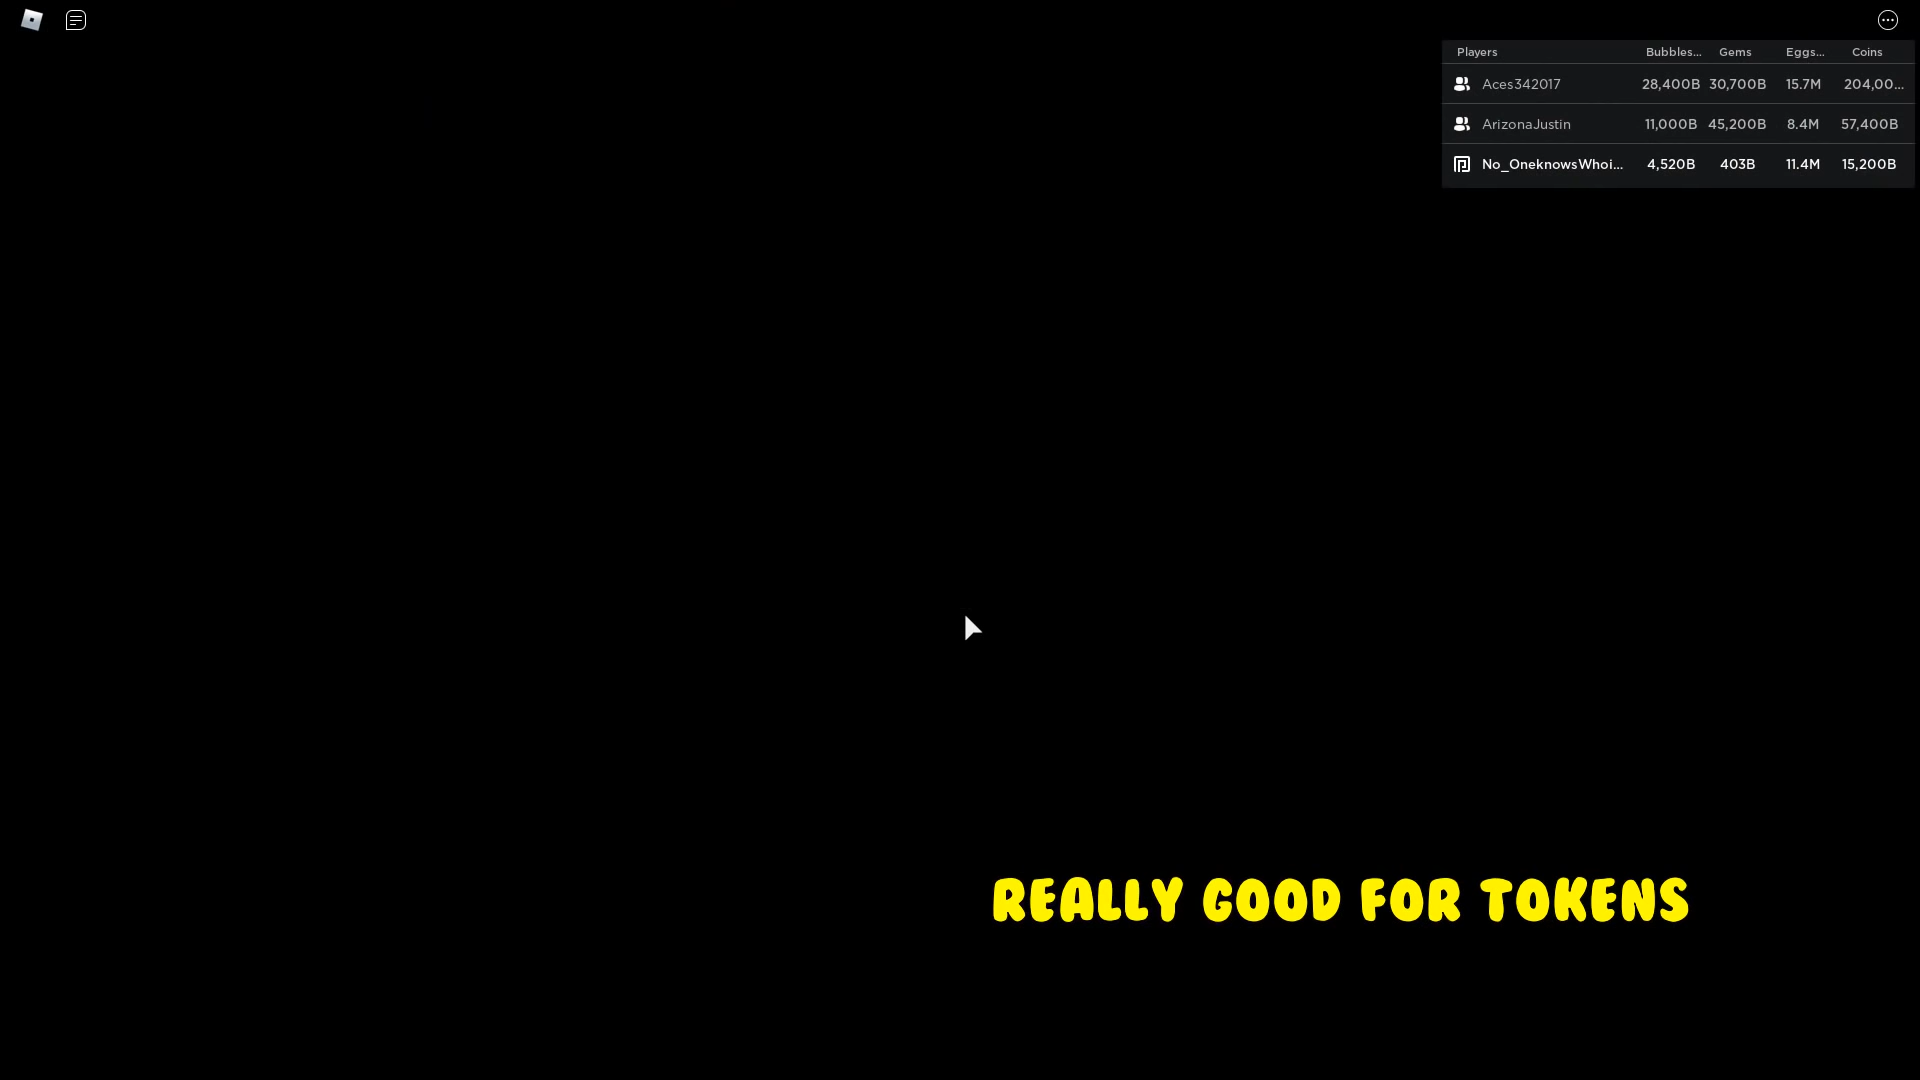 Players Bubbles... Gems Eggs... Coins
Aces342017 28,400B 30,700B 15.7M 204,00...
ArizonaJustin 11,000B 45,200B 8.4M 57,400B
No_OneknowsWhoi... 4,520B 403B 11.4M 15,200B
REALLY GOOD FOR TOKENS